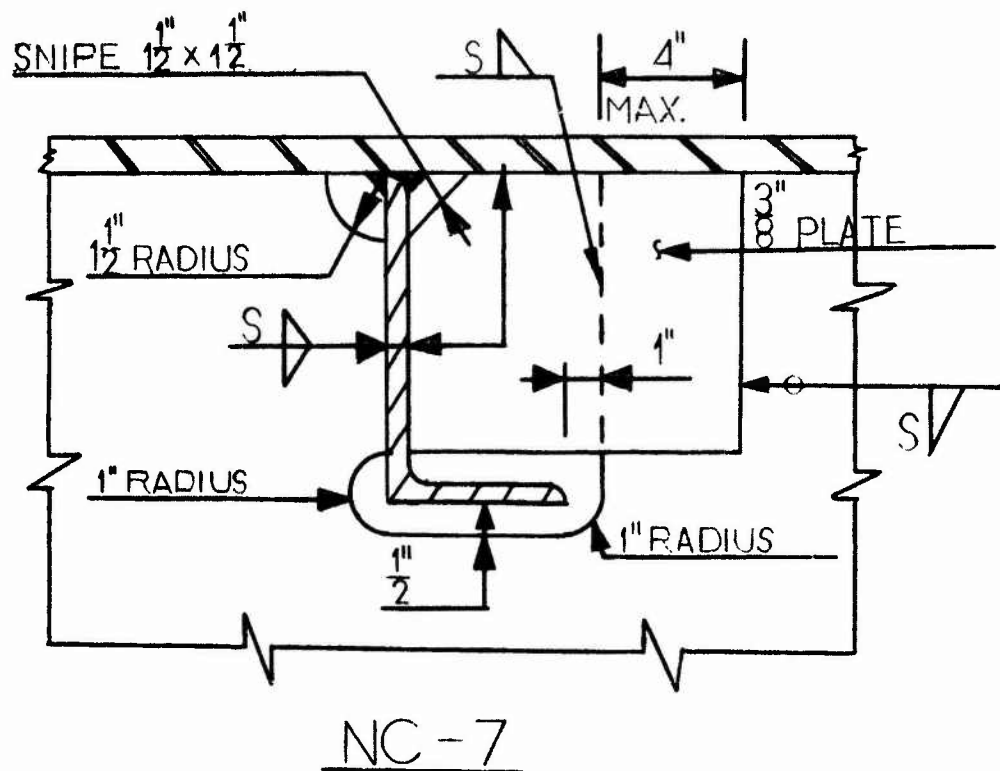 SNIPE 1 1/2" x 1 1/2"
S
4"
MAX.
1 1/2" RADIUS
3/8" PLATE
S
1"
S
1" RADIUS
1" RADIUS
1/2"
NC-7